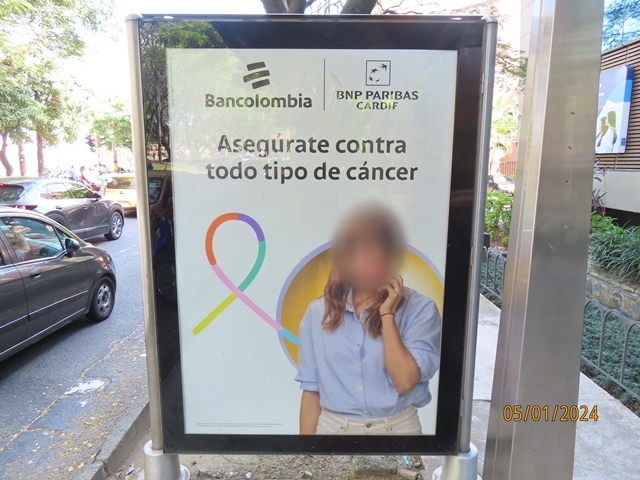 Bancolombia
BNP PARIBAS
CARDIF
Asegúrate contra
todo tipo de cáncer
05/01/2024